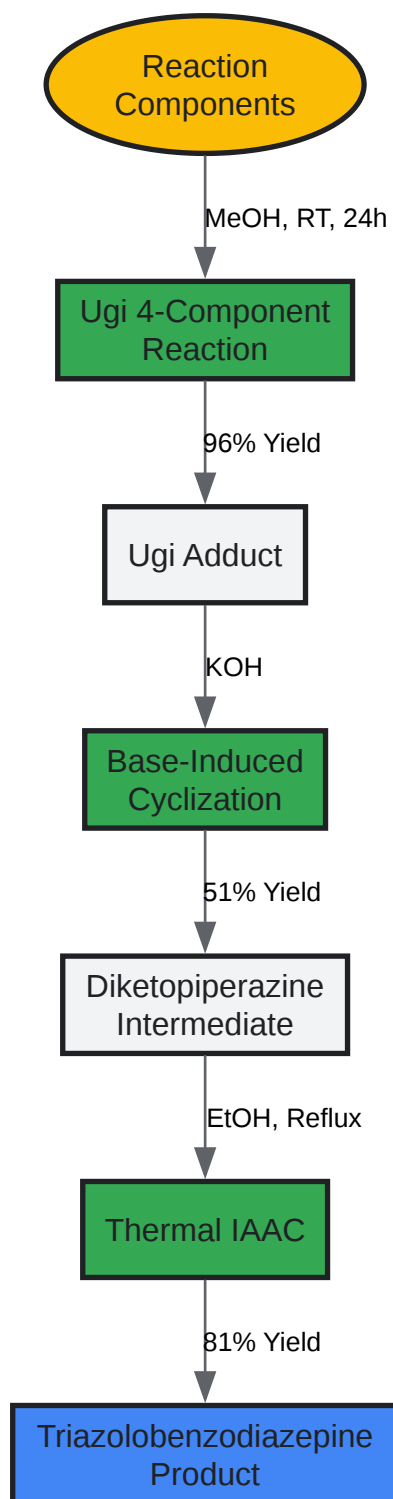 Reaction
Components
MeOH, RT, 24h
Ugi 4-Component
Reaction
96% Yield
Ugi Adduct
KOH
Base-Induced
Cyclization
51% Yield
Diketopiperazine
Intermediate
EtOH, Reflux
Thermal IAAC
81% Yield
Triazolobenzodiazepine
Product